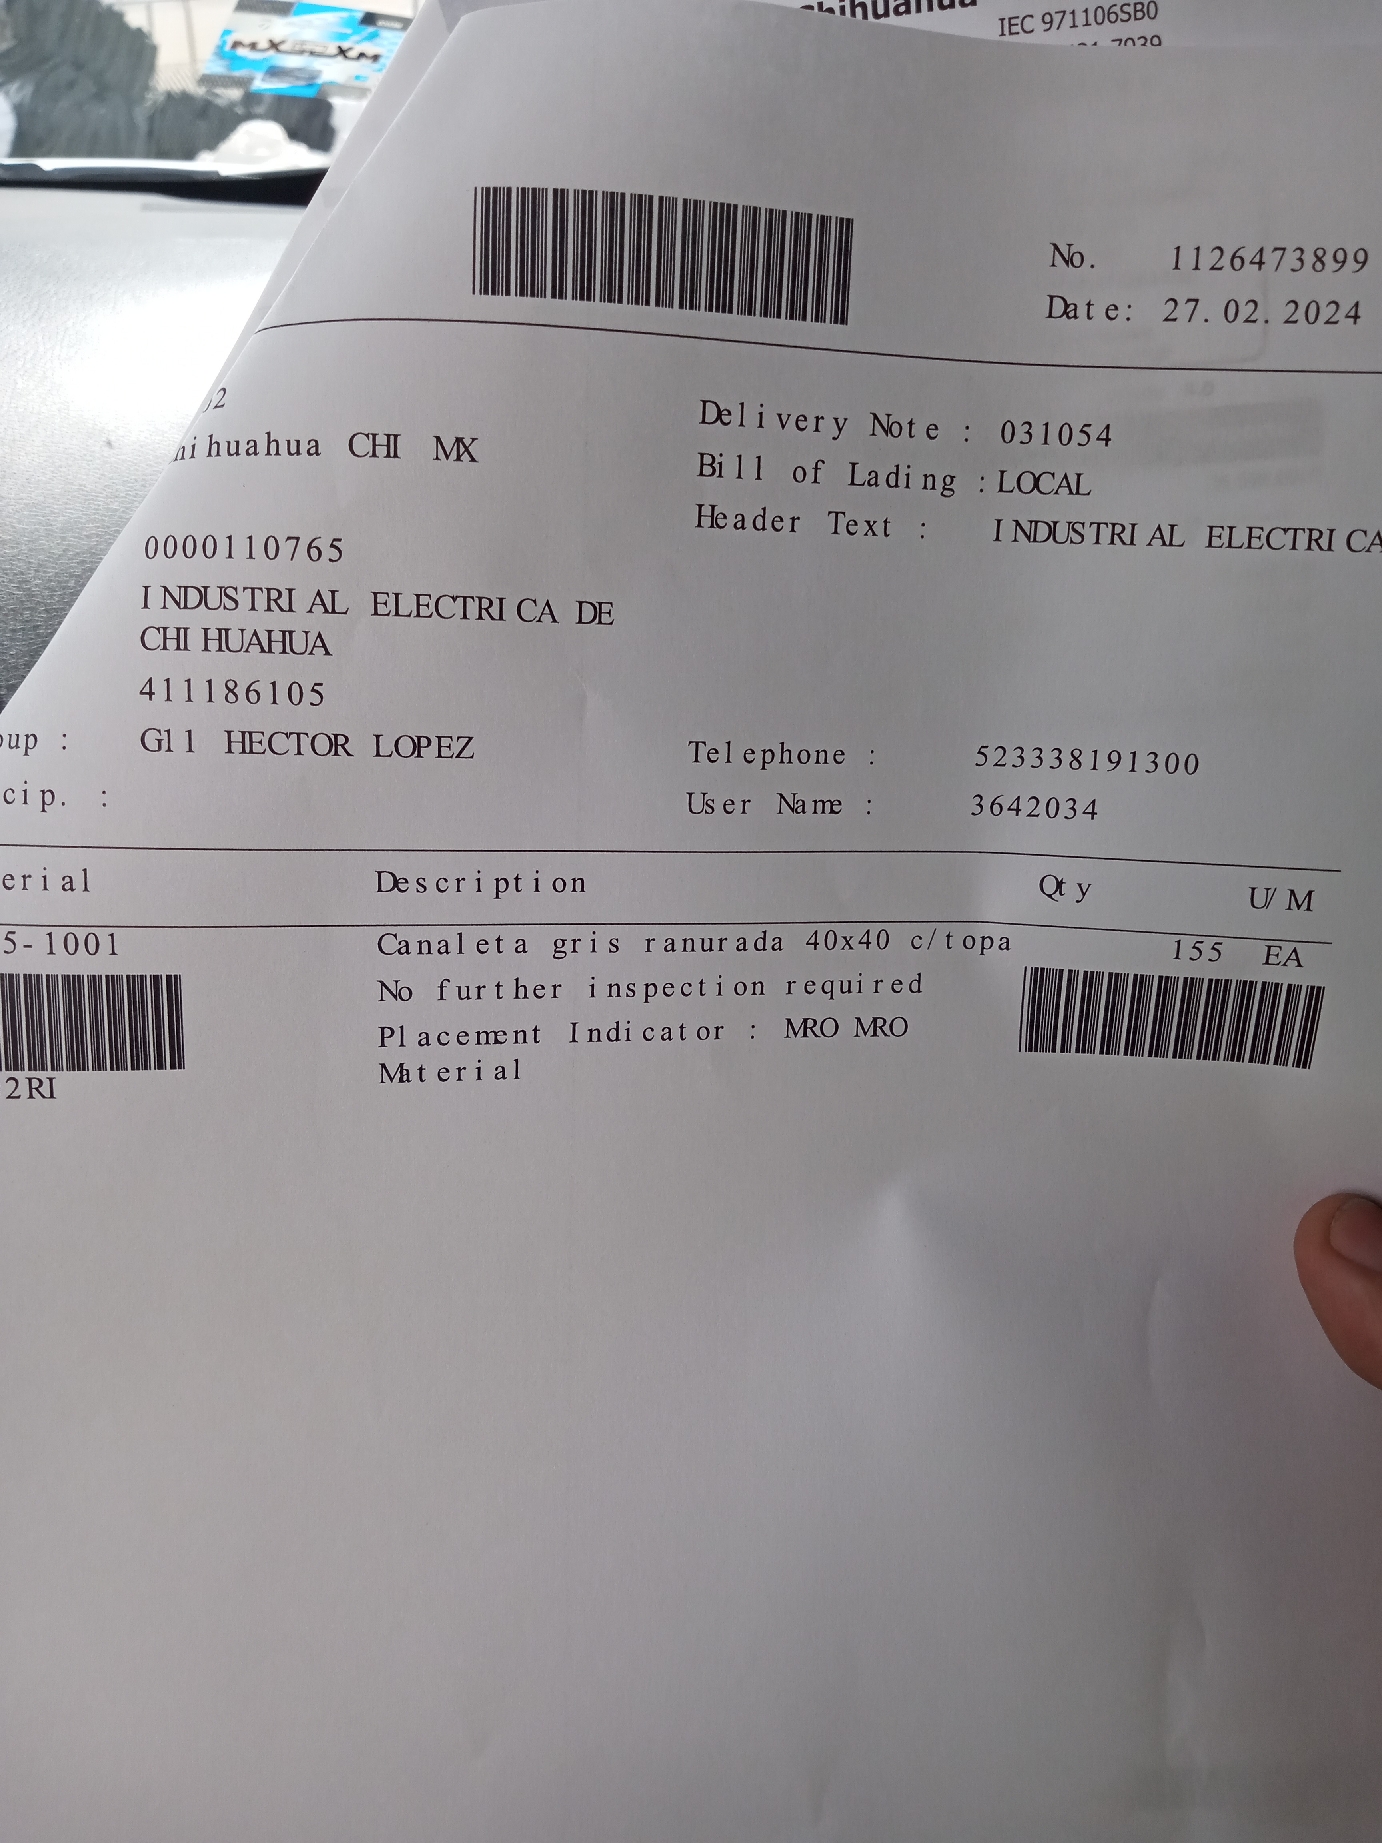 IEC 971106SB0
No. 1126473899
Date: 27.02.2024
Delivery Note : 031054
hihuahua CHI MX
Bill of Lading : LOCAL
Header Text : INDUSTRIAL ELECTRICA
0000110765
INDUSTRIAL ELECTRICA DE
CHIHUAHUA
411186105
oup : G11 HECTOR LOPEZ
Telephone : 523338191300
cip. :
User Name : 3642034
erial Description Qty U/M
5-1001 Canaleta gris ranurada 40x40 c/topa 155 EA
No further inspection required
Placement Indicator : MRO MRO
Material
2RI